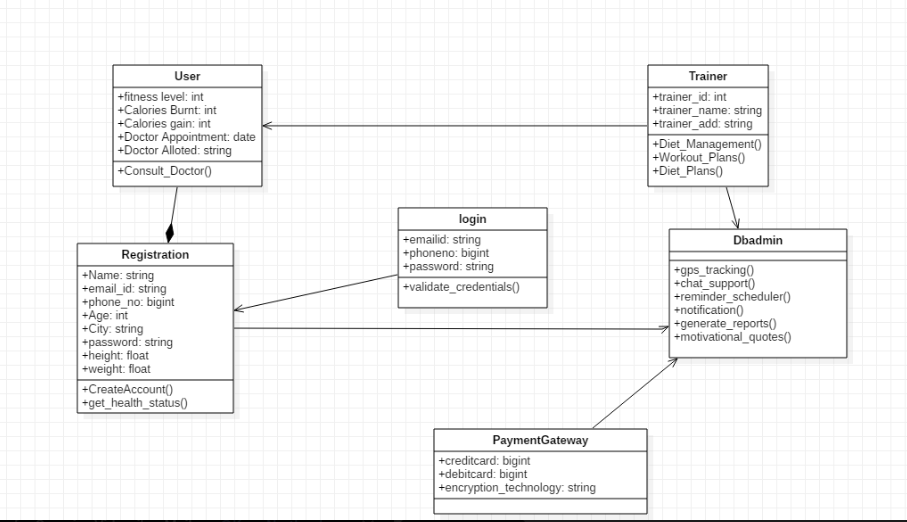 User
+fitness level: int
+Calories Burnt: int
+Calories gain: int
+Doctor Appointment: date
+Doctor Alloted: string
+Consult_Doctor()
Trainer
+trainer_id: int
+trainer_name: string
+trainer_add: string
+Diet_Management()
+Workout_Plans()
+Diet_Plans()
login
+emailid: string
+phoneno: bigint
+password: string
+validate_credentials()
Registration
+Name: string
+email_id: string
+phone_no: bigint
+Age: int
+City: string
+password: string
+height: float
+weight: float
+CreateAccount()
+get_health_status()
Dbadmin
+gps_tracking()
+chat_support()
+reminder_scheduler()
+notification()
+generate_reports()
+motivational_quotes()
PaymentGateway
+creditcard: bigint
+debitcard: bigint
+encryption_technology: string